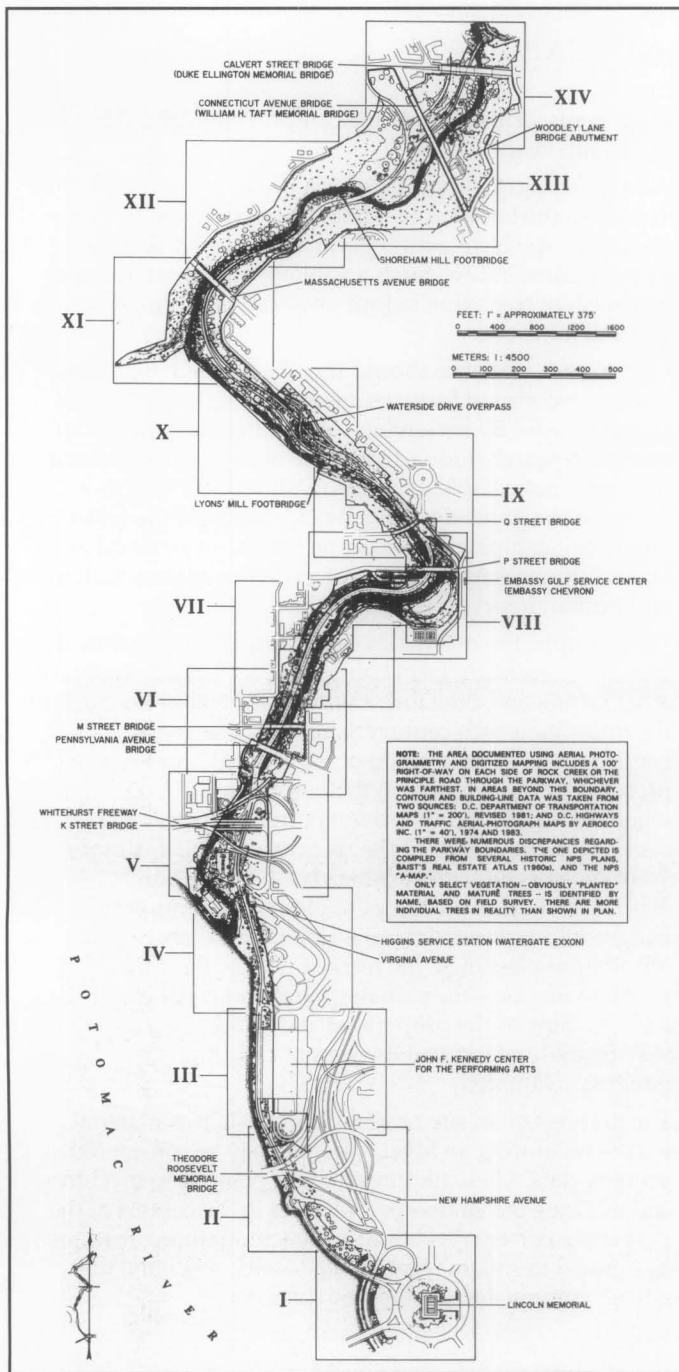 CALVERT STREET BRIDGE
(DUKE ELLINGTON MEMORIAL BRIDGE)
XIV
CONNECTICUT AVENUE BRIDGE
(WILLIAM H. TAFT MEMORIAL BRIDGE)
WOODLEY LANE
BRIDGE ABUTMENT
XIII
XII
SHOREHAM HILL FOOTBRIDGE
MASSACHUSETTS AVENUE BRIDGE
XI
FEET: 1" = APPROXIMATELY 375'
0 400 800 1200 1600
METERS: 1 : 4500
0 100 200 300 400 500
WATERSIDE DRIVE OVERPASS
X
LYONS' MILL FOOTBRIDGE
IX
Q STREET BRIDGE
P STREET BRIDGE
EMBASSY GULF SERVICE CENTER
(EMBASSY CHEVRON)
VII
VIII
VI
M STREET BRIDGE
PENNSYLVANIA AVENUE
BRIDGE
NOTE: THE AREA DOCUMENTED USING AERIAL PHOTO-
GRAMMETRY AND DIGITIZED MAPPING INCLUDES A 100'
RIGHT-OF-WAY ON EACH SIDE OF ROCK CREEK OR THE
PRINCIPLE ROAD THROUGH THE PARKWAY, WHICHEVER
WAS FARTHEST. IN AREAS BEYOND THIS BOUNDARY,
CONTOUR AND BUILDING-LINE DATA WAS TAKEN FROM
TWO SOURCES: D.C. DEPARTMENT OF TRANSPORTATION
MAPS (1" = 200'), REVISED 1981; AND D.C. HIGHWAYS
AND TRAFFIC AERIAL-PHOTOGRAPH MAPS BY AEROECO
INC. (1" = 40'), 1974 AND 1983.
THERE WERE NUMEROUS DISCREPANCIES REGARD-
ING THE PARKWAY BOUNDARIES. THE ONE DEPICTED IS
COMPILED FROM SEVERAL HISTORIC NPS PLANS,
BAIST'S REAL ESTATE ATLAS (1960s), AND THE NPS
"A-MAP."
ONLY SELECT VEGETATION -- OBVIOUSLY "PLANTED"
MATERIAL AND MATURE TREES -- IS IDENTIFIED BY
NAME, BASED ON FIELD SURVEY. THERE ARE MORE
INDIVIDUAL TREES IN REALITY THAN SHOWN IN PLAN.
WHITEHURST FREEWAY
K STREET BRIDGE
V
HIGGINS SERVICE STATION (WATERGATE EXXON)
VIRGINIA AVENUE
IV
POTOMAC RIVER
III
JOHN F. KENNEDY CENTER
FOR THE PERFORMING ARTS
THEODORE
ROOSEVELT
MEMORIAL
BRIDGE
NEW HAMPSHIRE AVENUE
II
I
LINCOLN MEMORIAL